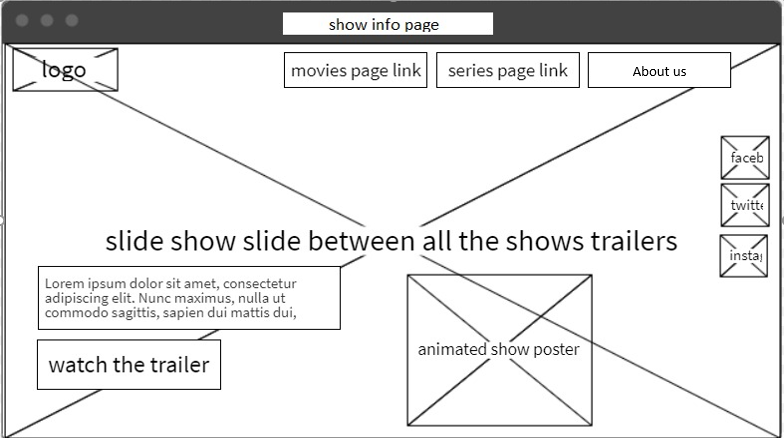 show info page
logo
movies page link
series page link
About us
faceb
twitte
instag
slide show slide between all the shows trailers
Lorem ipsum dolor sit amet, consectetur
adipiscing elit. Nunc maximus, nulla ut
commodo sagittis, sapien dui mattis dui,
watch the trailer
animated show poster